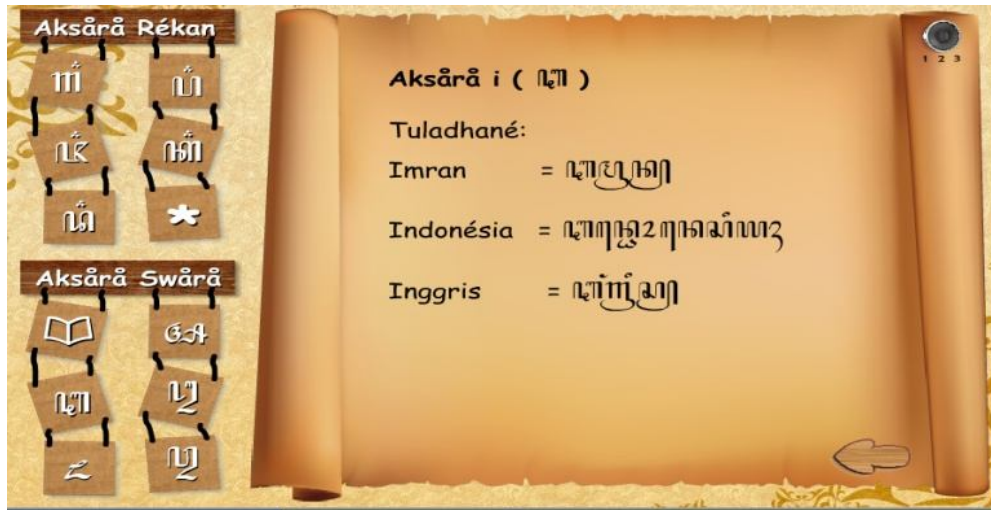 Aksårå Rékan
ꦒ꦳ ꦥ꦳
ꦢ꦳ ꦏ꦳
ꦗ꦳
Aksårå Swårå
ꦄ
ꦆ ꦈ
ꦌ ꦎ
Aksårå i ( ꦆ )
Tuladhané:
Imran = ꦆꦩꦿꦤ꧀
Indonésia = ꦆꦤ꧀ꦢꦺꦴꦤꦺꦱꦶꦪꦃ
Inggris = ꦆꦁꦒꦿꦶꦱ꧀
1 2 3